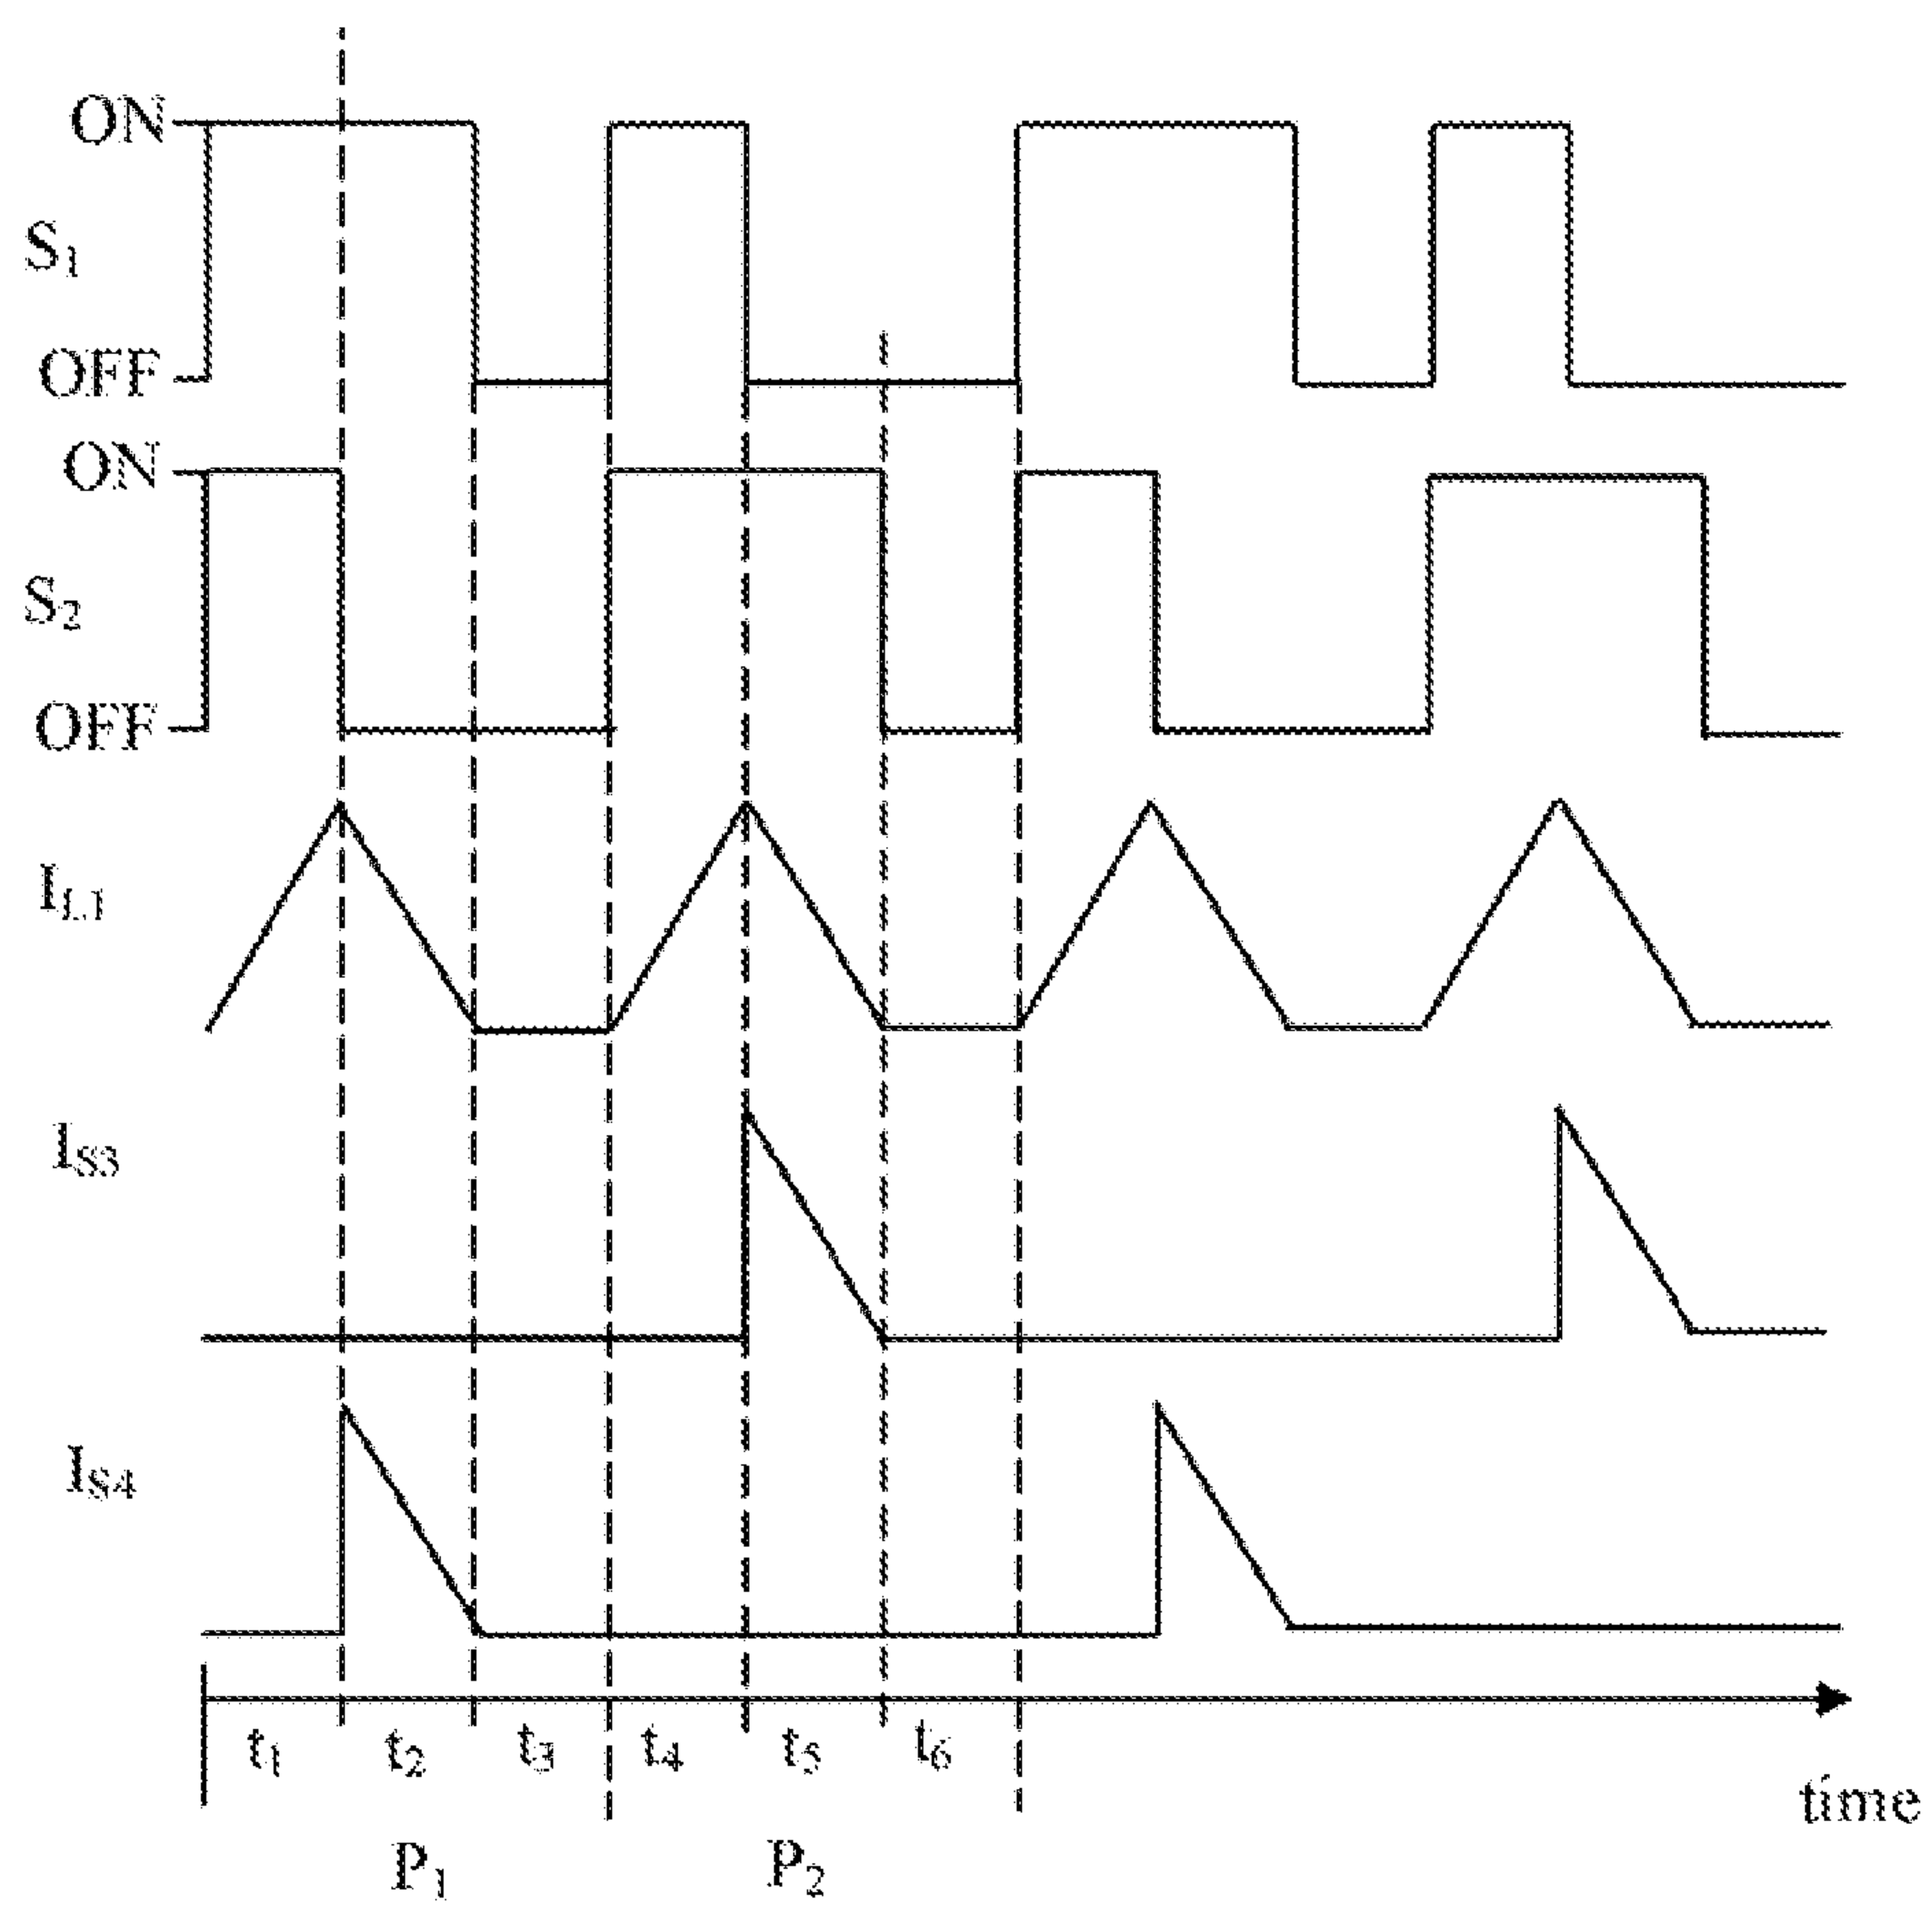 ON
S1
OFF
ON
S2
OFF
IL1
IS3
IS4
t1 t2 t3 t4 t5 t6
time
P1 P2